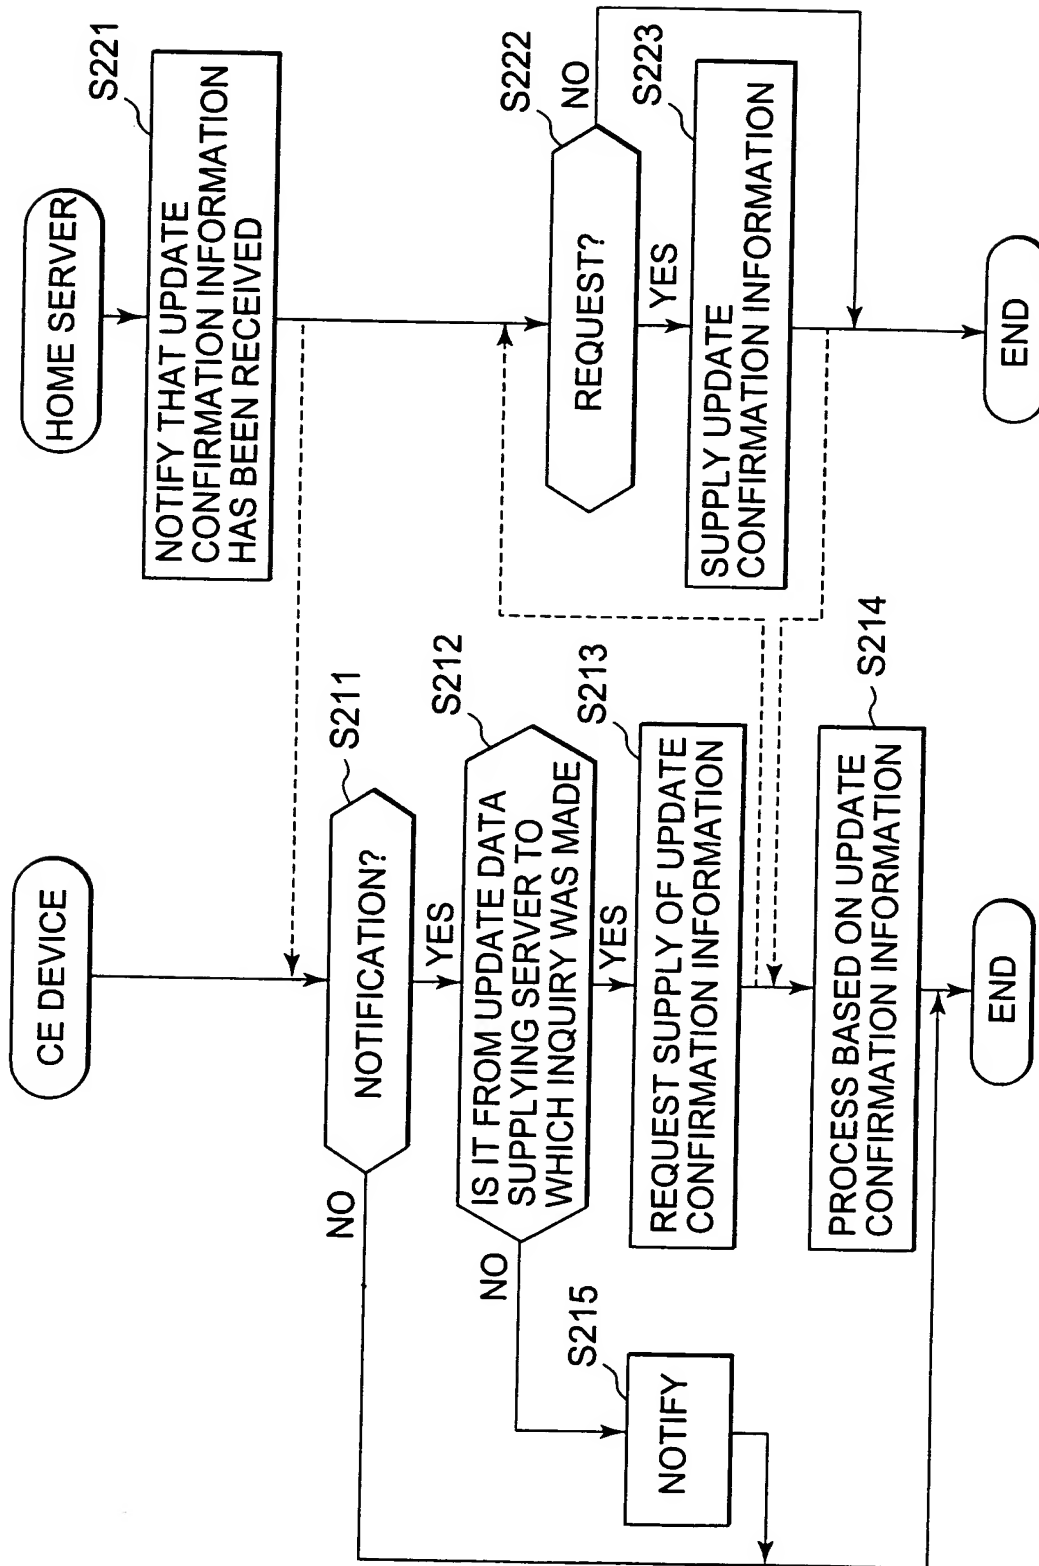 CE DEVICE
S211
NOTIFICATION?
NO
YES
S212
IS IT FROM UPDATE DATA
SUPPLYING SERVER TO
WHICH INQUIRY WAS MADE
NO
YES
S213
REQUEST SUPPLY OF UPDATE
CONFIRMATION INFORMATION
S215
NOTIFY
S214
PROCESS BASED ON UPDATE
CONFIRMATION INFORMATION
END
HOME SERVER
S221
NOTIFY THAT UPDATE
CONFIRMATION INFORMATION
HAS BEEN RECEIVED
S222
REQUEST?
NO
YES
S223
SUPPLY UPDATE
CONFIRMATION INFORMATION
END